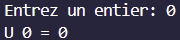 Entrez un entier: 0
U 0 = 0